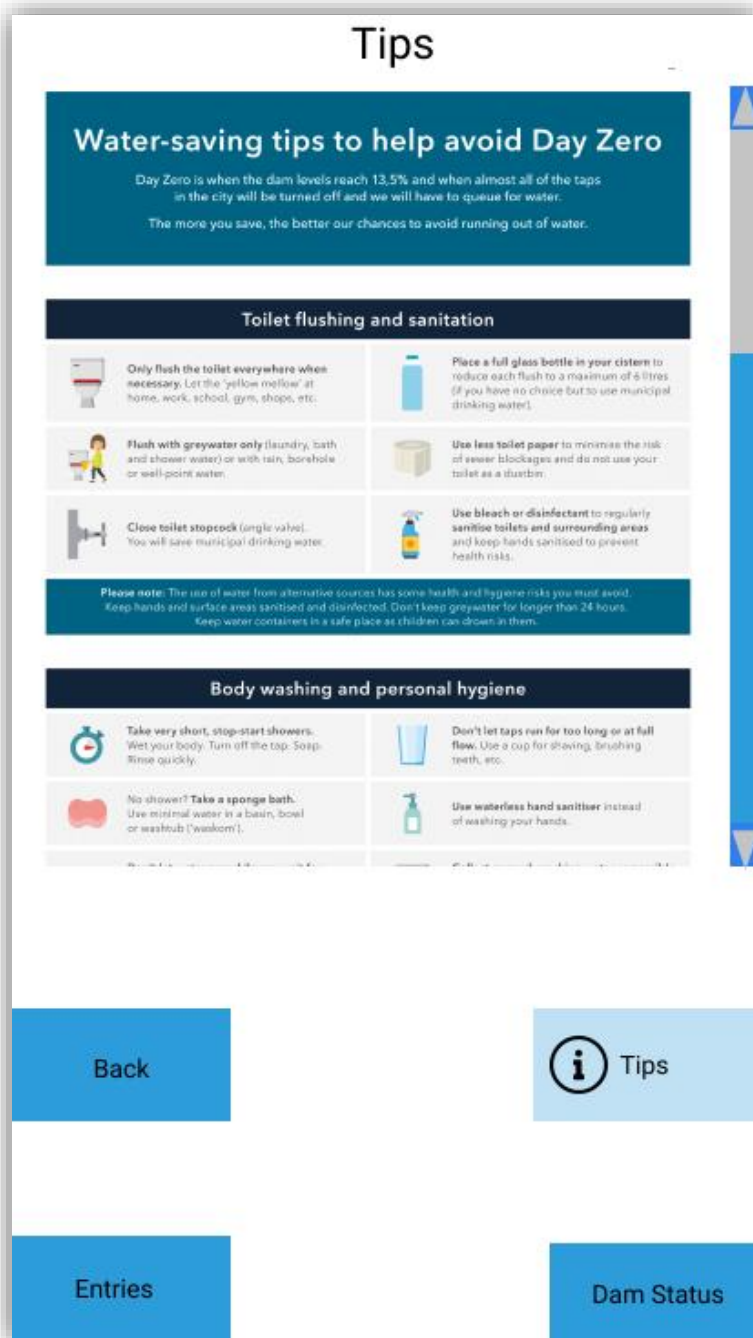 Tips
Water-saving tips to help avoid Day Zero
Day Zero is when the dam levels reach 13,5% and when almost all of the taps
in the city will be turned off and we will have to queue for water.
The more you save, the better our chances to avoid running out of water.
Toilet flushing and sanitation
Only flush the toilet everywhere when
necessary. Let the 'yellow mellow' at
home, work, school, gym, shops, etc.
Place a full glass bottle in your cistern to
reduce each flush to a maximum of 6 litres
(if you have no choice but to use municipal
drinking water).
Flush with greywater only (laundry, bath
and shower water) or with rain, borehole
or well-point water.
Use less toilet paper to minimise the risk
of sewer blockages and do not use your
toilet as a dustbin.
Close toilet stopcock (angle valve).
You will save municipal drinking water.
Use bleach or disinfectant to regularly
sanitise toilets and surrounding areas
and keep hands sanitised to prevent
health risks.
Please note: The use of water from alternative sources has some health and hygiene risks you must avoid.
Keep hands and surface areas sanitised and disinfected. Don't keep greywater for longer than 24 hours.
Keep water containers in a safe place as children can drown in them.
Body washing and personal hygiene
Take very short, stop-start showers.
Wet your body. Turn off the tap. Soap.
Rinse quickly.
Don't let taps run for too long or at full
flow. Use a cup for shaving, brushing
teeth, etc.
No shower? Take a sponge bath.
Use minimal water in a basin, bowl
or washtub ('waskom').
Use waterless hand sanitiser instead
of washing your hands.
Back
Tips
Entries
Dam Status